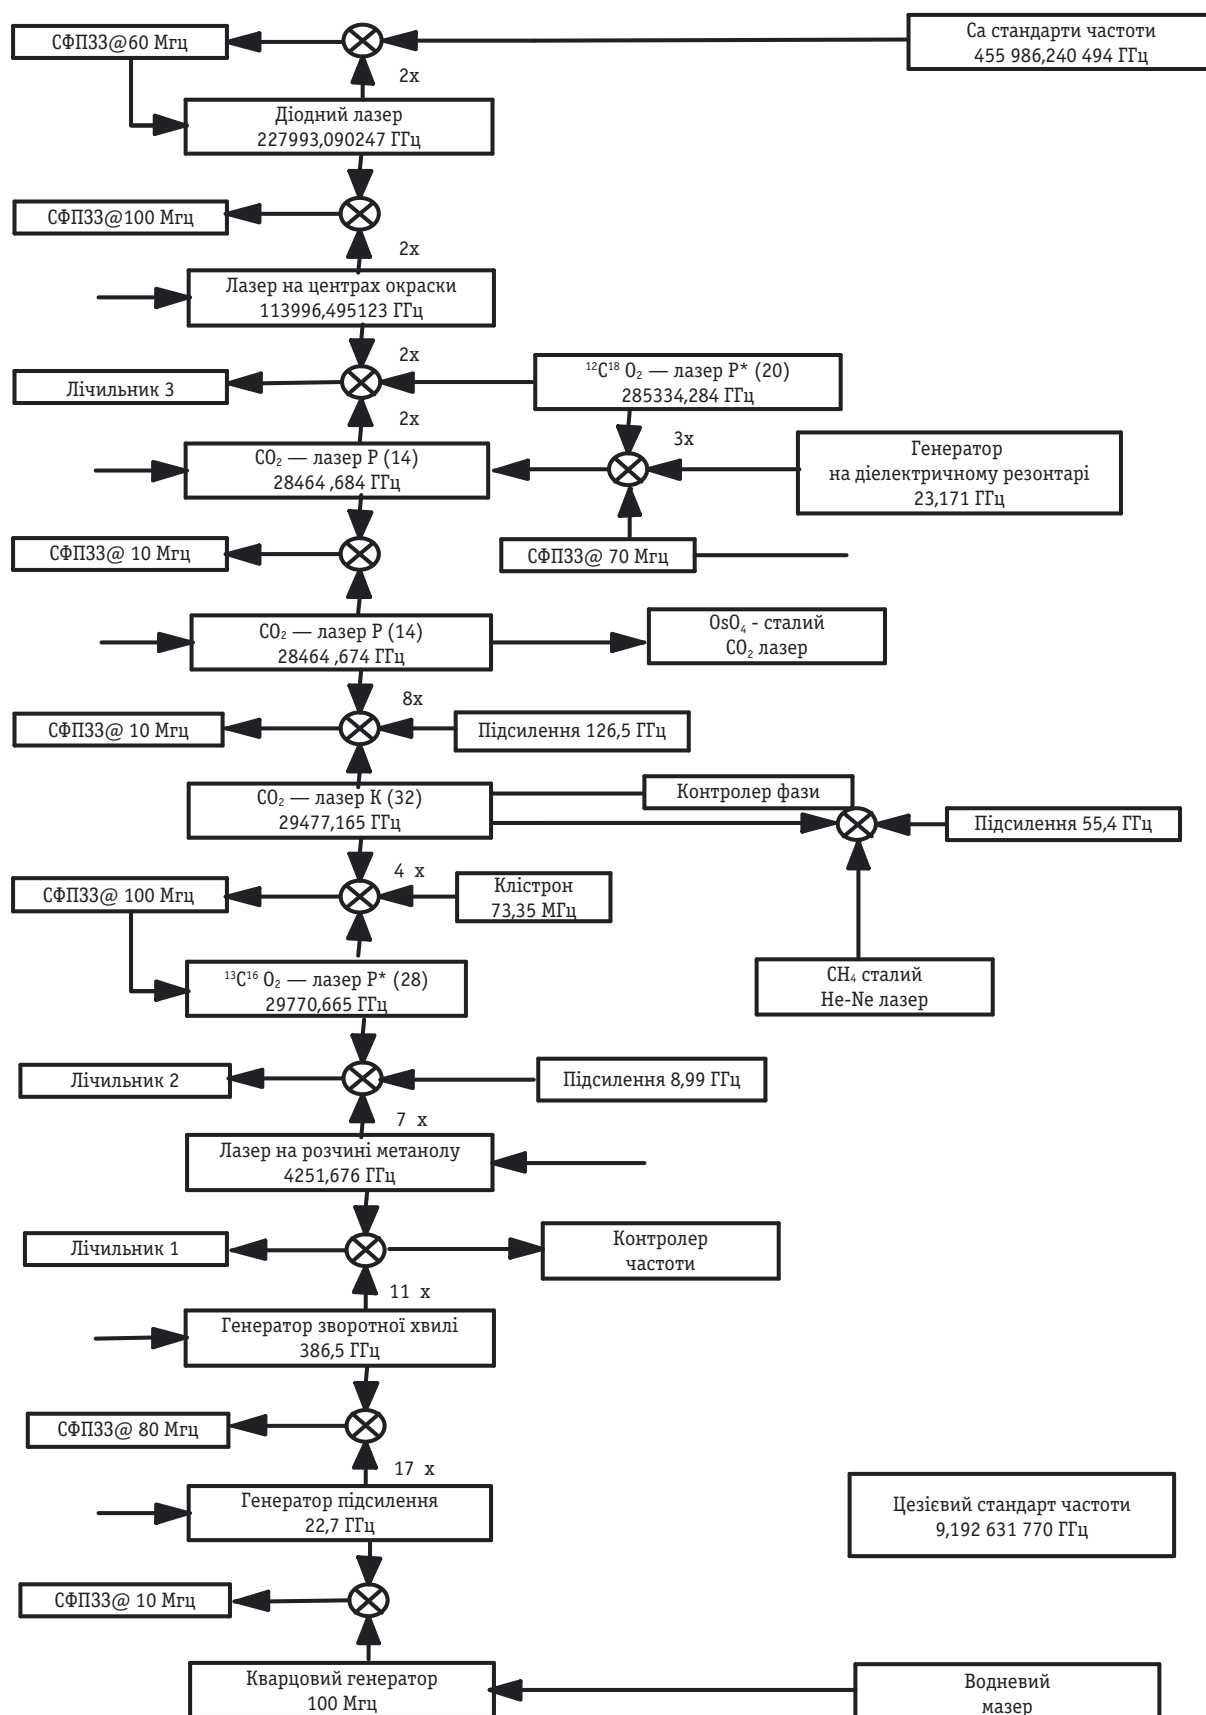 СФПЗЗ@60 Мгц
Са стандарти частоти
455 986,240 494 ГГц
2x
Діодний лазер
227993,090247 ГГц
СФПЗЗ@100 Мгц
2x
Лазер на центрах окраски
113996,495123 ГГц
2x
¹²C¹⁸ O₂ — лазер P* (20)
285334,284 ГГц
Лічильник 3
2x
3x
CO₂ — лазер P (14)
28464 ,684 ГГц
Генератор
на діелектричному резонтарі
23,171 ГГц
СФПЗЗ@ 10 Мгц
СФПЗЗ@ 70 Мгц
CO₂ — лазер P (14)
28464 ,674 ГГц
OsO₄ - сталий
CO₂ лазер
8x
СФПЗЗ@ 10 Мгц
Підсилення 126,5 ГГц
CO₂ — лазер К (32)
29477,165 ГГц
Контролер фази
Підсилення 55,4 ГГц
4 x
СФПЗЗ@ 100 Мгц
Клістрон
73,35 МГц
¹³C¹⁶ O₂ — лазер P* (28)
29770,665 ГГц
CH₄ сталий
He-Ne лазер
Лічильник 2
Підсилення 8,99 ГГц
7 x
Лазер на розчині метанолу
4251,676 ГГц
Лічильник 1
Контролер
частоти
11 x
Генератор зворотної хвилі
386,5 ГГц
СФПЗЗ@ 80 Мгц
17 x
Генератор підсилення
22,7 ГГц
Цезієвий стандарт частоти
9,192 631 770 ГГц
СФПЗЗ@ 10 Мгц
Кварцовий генератор
100 Мгц
Водневий
мазер